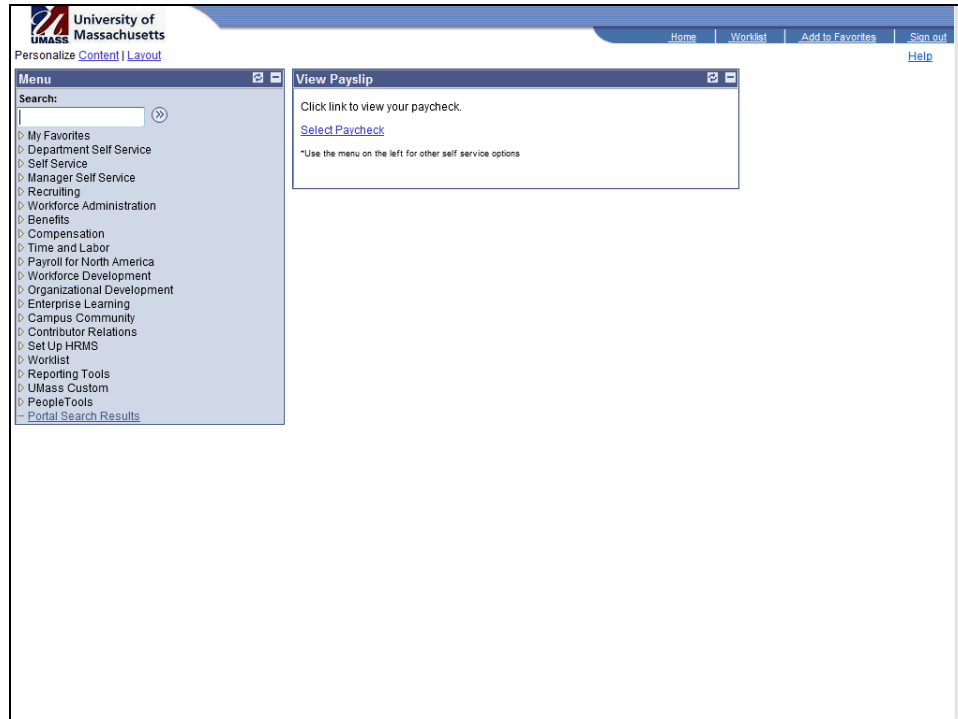 University of
Massachusetts
UMASS
Home Worklist Add to Favorites Sign out
Personalize Content | Layout
Help
Menu
Search:
My Favorites
Department Self Service
Self Service
Manager Self Service
Recruiting
Workforce Administration
Benefits
Compensation
Time and Labor
Payroll for North America
Workforce Development
Organizational Development
Enterprise Learning
Campus Community
Contributor Relations
Set Up HRMS
Worklist
Reporting Tools
UMass Custom
PeopleTools
Portal Search Results
View Payslip
Click link to view your paycheck.
Select Paycheck
*Use the menu on the left for other self service options